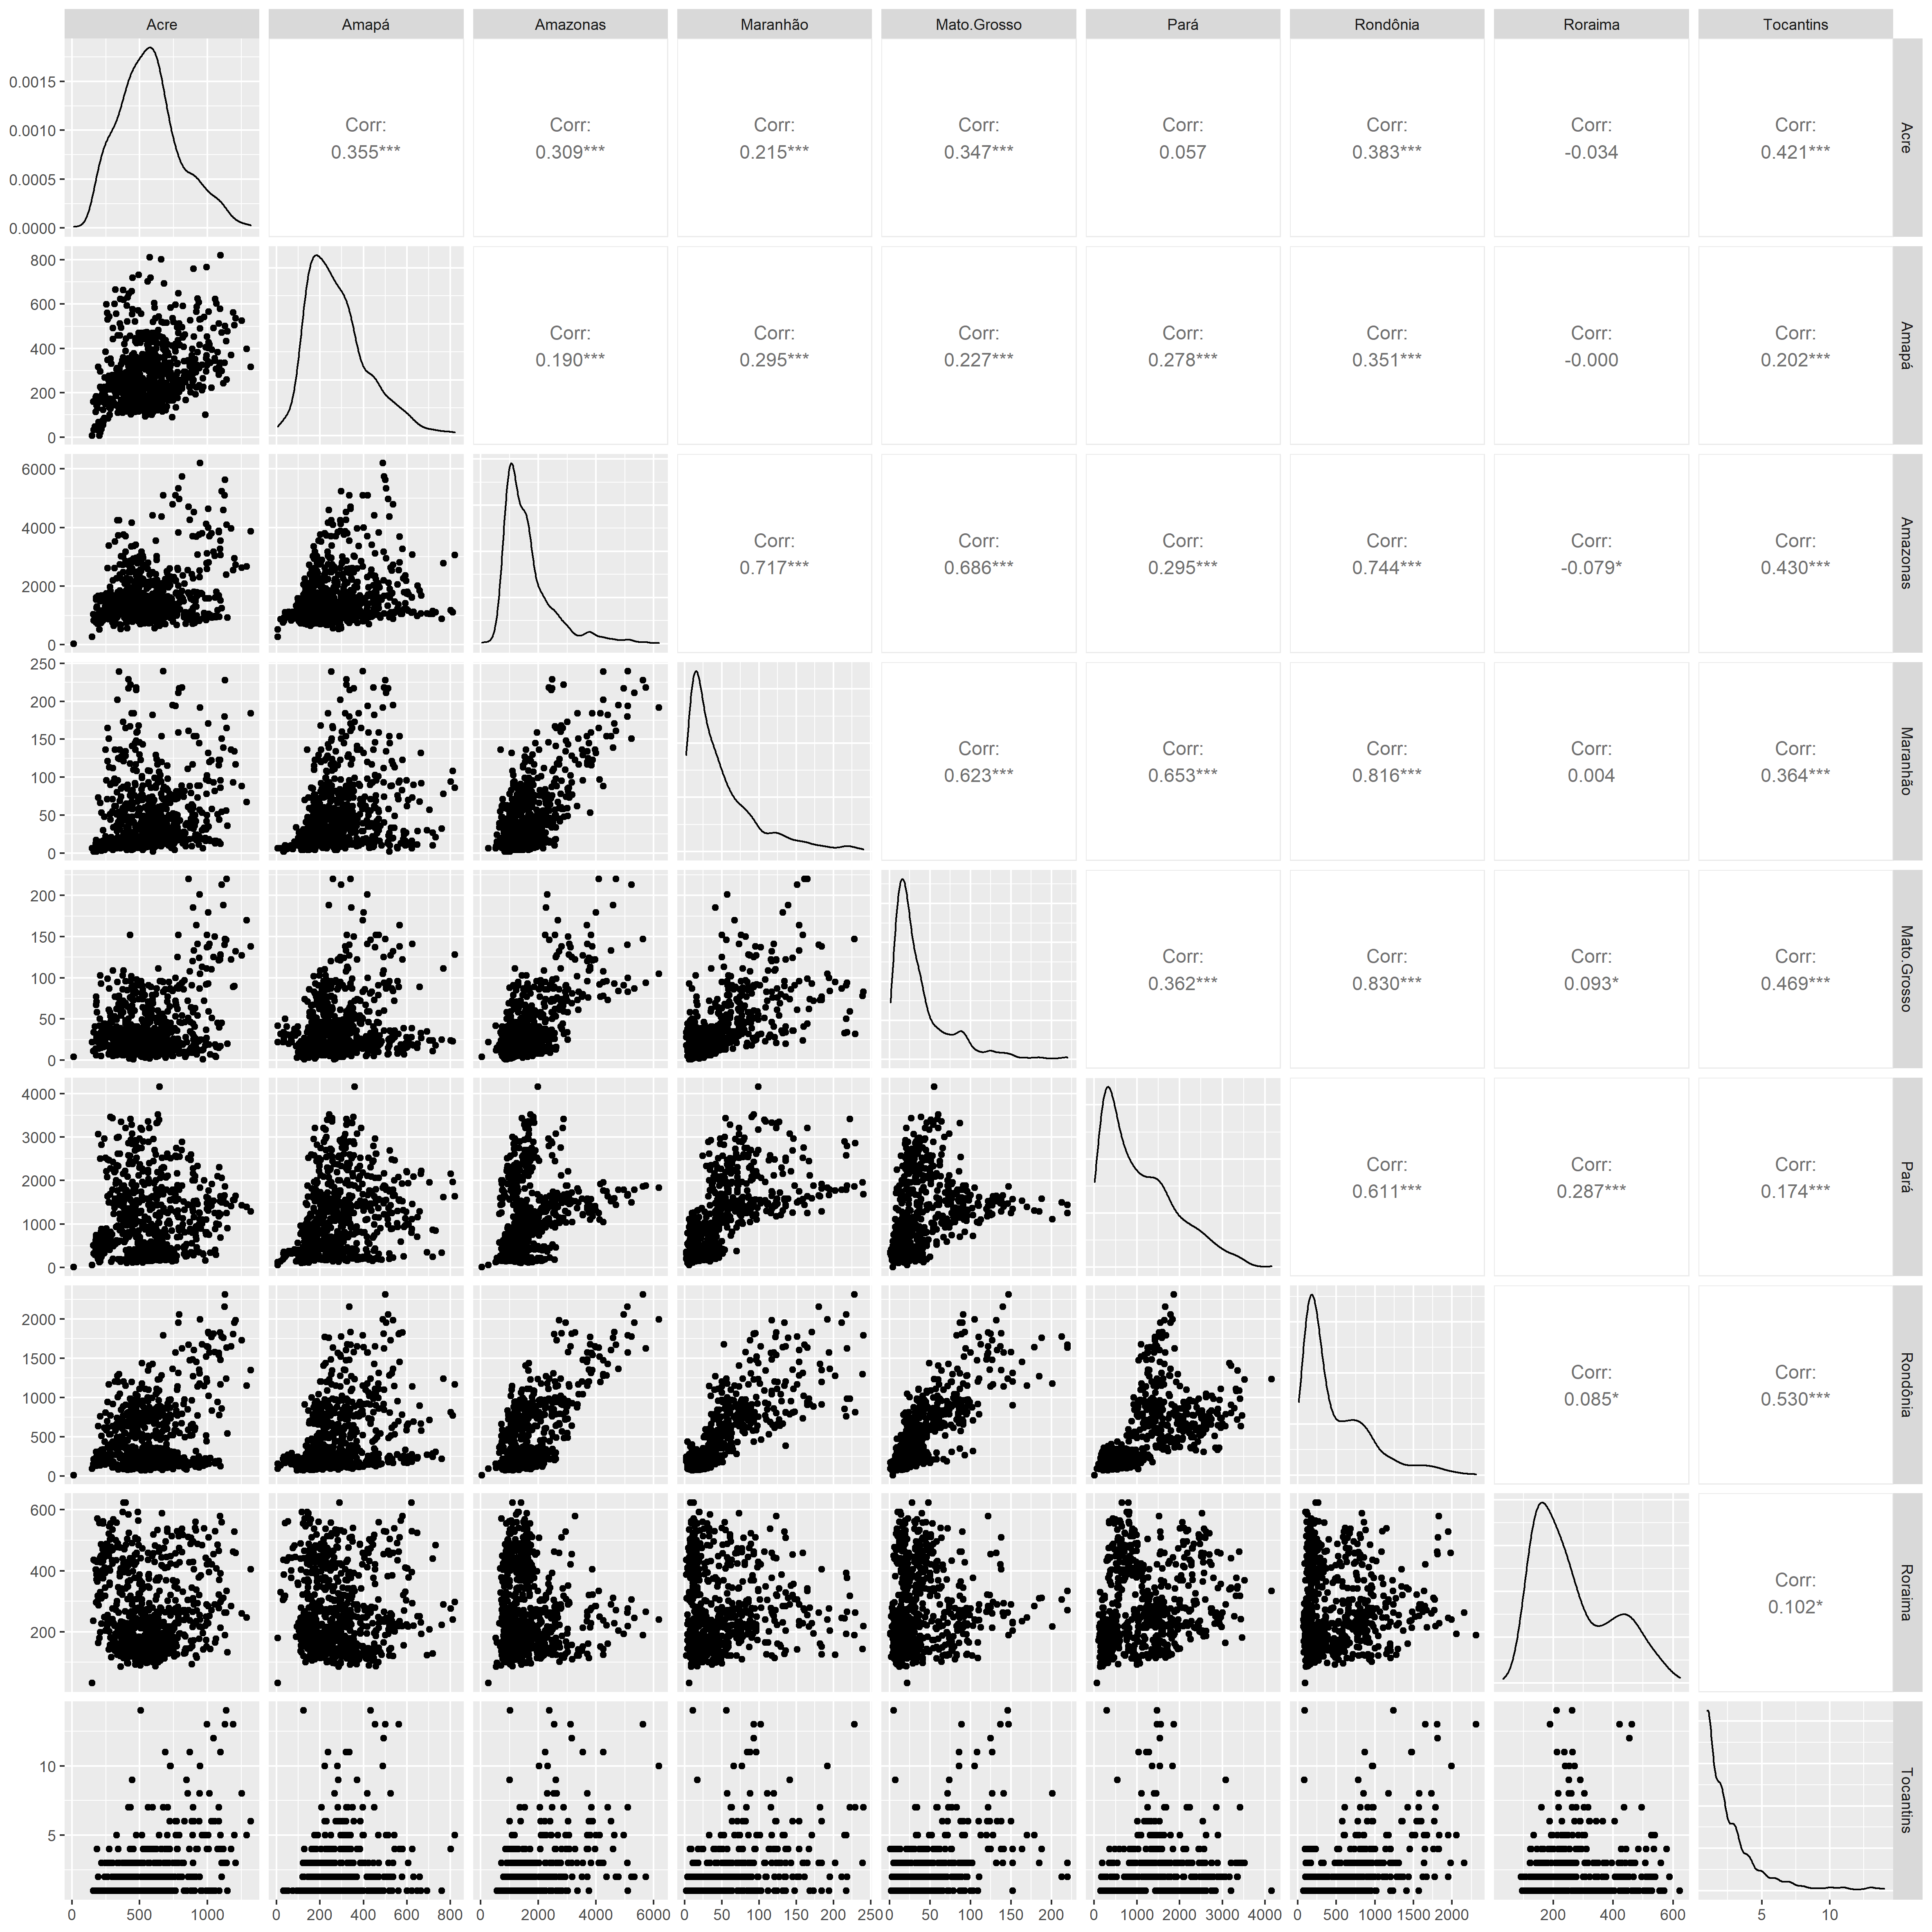 Acre Amapá Amazonas Maranhão Mato.Grosso Pará Rondônia Roraima Tocantins
0.0015
0.0010
0.0005
0.0000
Corr: Corr: Corr: Corr: Corr: Corr: Corr: Corr:
0.355*** 0.309*** 0.215*** 0.347*** 0.057 0.383*** -0.034 0.421***
Acre
800
600
400
200
0
Corr: Corr: Corr: Corr: Corr: Corr: Corr:
0.190*** 0.295*** 0.227*** 0.278*** 0.351*** -0.000 0.202***
Amapá
6000
4000
2000
0
Corr: Corr: Corr: Corr: Corr: Corr:
0.717*** 0.686*** 0.295*** 0.744*** -0.079* 0.430***
Amazonas
250
200
150
100
50
0
Corr: Corr: Corr: Corr: Corr:
0.623*** 0.653*** 0.816*** 0.004 0.364***
Maranhão
200
150
100
50
0
Corr: Corr: Corr: Corr:
0.362*** 0.830*** 0.093* 0.469***
Mato.Grosso
4000
3000
2000
1000
0
Corr: Corr: Corr:
0.611*** 0.287*** 0.174***
Pará
2000
1500
1000
500
0
Corr: Corr:
0.085* 0.530***
Rondônia
600
400
200
Corr:
0.102*
Roraima
10
5
Tocantins
0 500 1000 0 200 400 600 800 0 2000 4000 6000 0 50 100 150 200 250 0 50 100 150 200 0 1000 2000 3000 4000 0 500 1000 1500 2000 200 400 600 5 10